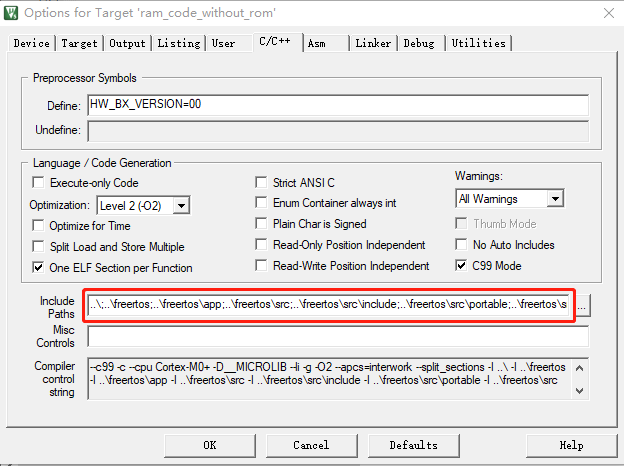 Options for Target 'ram_code_without_rom'
Device Target Output Listing User C/C++ Asm Linker Debug Utilities
Preprocessor Symbols
Define: HW_BX_VERSION=00
Undefine:
Language / Code Generation
Execute-only Code
Strict ANSI C
Warnings:
Optimization: Level 2 (-O2)
Enum Container always int
All Warnings
Optimize for Time
Plain Char is Signed
Thumb Mode
Split Load and Store Multiple
Read-Only Position Independent
No Auto Includes
One ELF Section per Function
Read-Write Position Independent
C99 Mode
Include
Paths
..\;..\freertos;..\freertos\app;..\freertos\src;..\freertos\src\include;..\freertos\src\portable;..\freertos\s
...
Misc
Controls
Compiler
control
string
--c99 -c --cpu Cortex-M0+ -D__MICROLIB --li -g -O2 --apcs=interwork --split_sections -I ..\ -I ..\freertos
-I ..\freertos\app -I ..\freertos\src -I ..\freertos\src\include -I ..\freertos\src\portable -I ..\freertos\src
OK Cancel Defaults Help